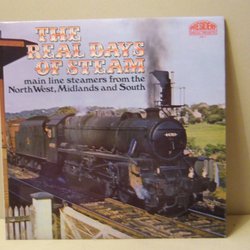 THE
REAL DAYS
OF STEAM
main line steamers from the
North West, Midlands and South